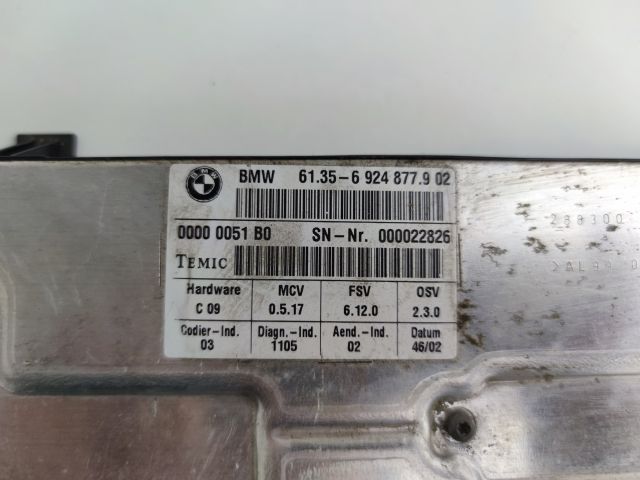 BMW 61.35-6 924 877.9 02
0000 0051 B0 SN-Nr. 000022826
TEMIC
Hardware MCV FSV OSV
C 09 0.5.17 6.12.0 2.3.0
Codier-Ind. Diagn.-Ind. Aend.-Ind. Datum
03 1105 02 46/02